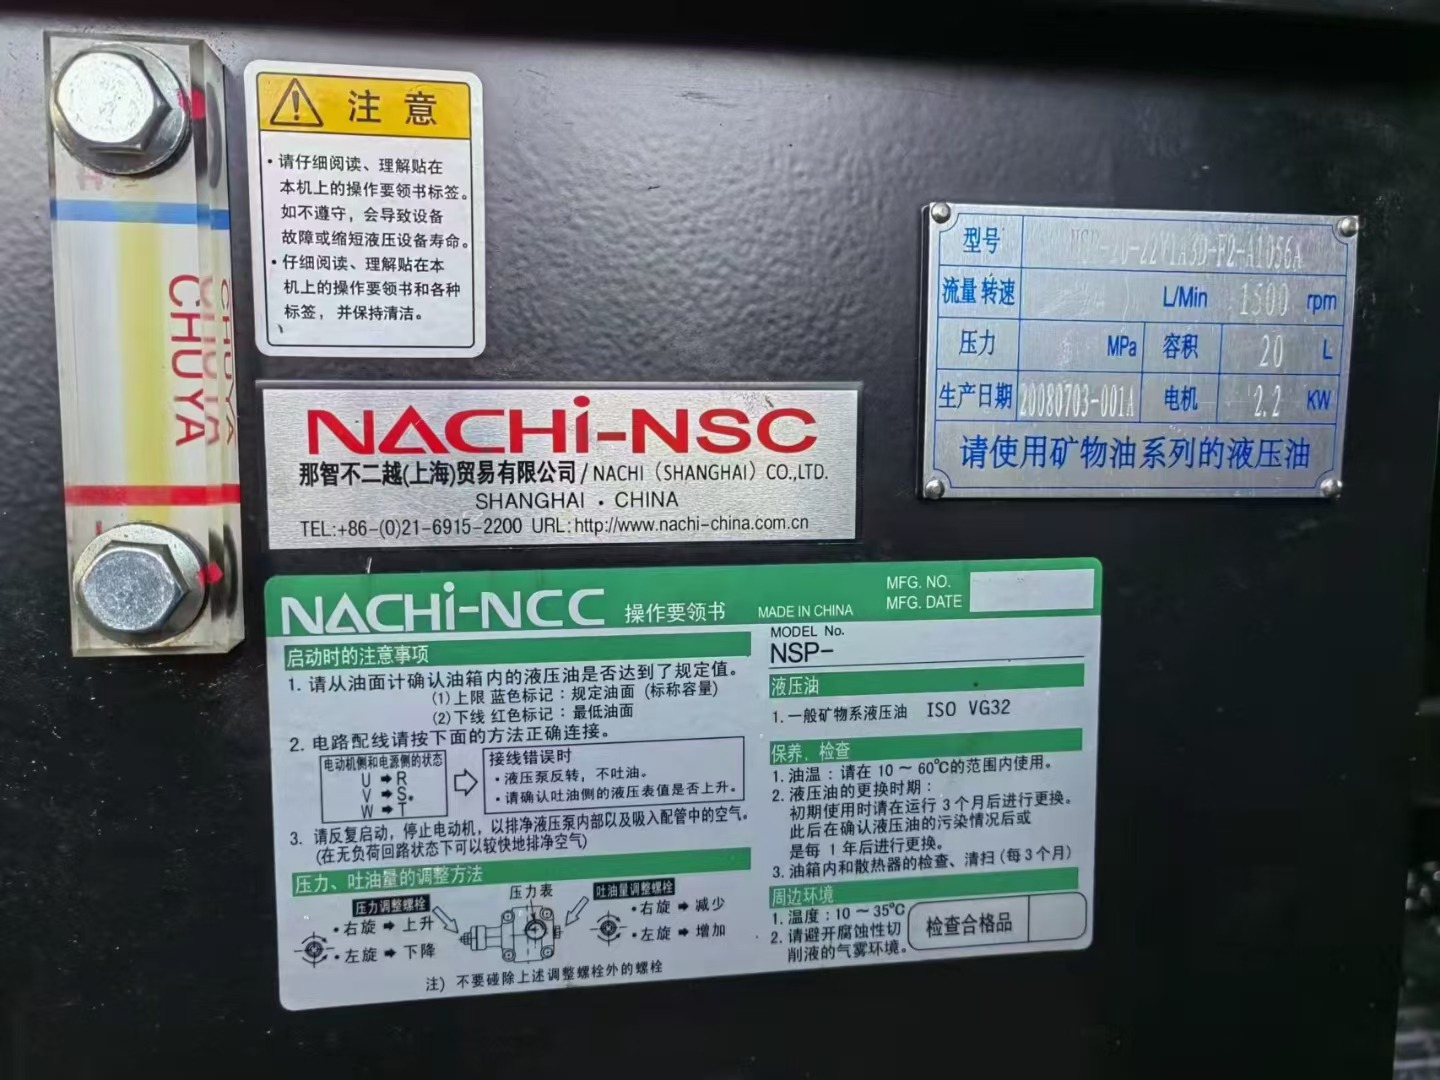 CHUYA
CHUYA
注 意
• 请仔细阅读、理解贴在
本机上的操作要领书标签。
如不遵守，会导致设备
故障或缩短液压设备寿命。
• 仔细阅读、理解贴在本
机上的操作要领书和各种
标签，并保持清洁。
型号 NSP-20-22V1A3D-F2-A1056A
流量 转速 L/Min 1500 rpm
压力 MPa 容积 20 L
生产日期 20080703-001A 电机 2.2 KW
请使用矿物油系列的液压油
NACHi-NSC
那智不二越(上海)贸易有限公司/NACHI (SHANGHAI) CO.,LTD.
SHANGHAI · CHINA
TEL:+86-(0)21-6915-2200 URL:http://www.nachi-china.com.cn
NACHi-NCC 操作要领书 MADE IN CHINA
MFG. NO.
MFG. DATE
启动时的注意事项
1. 请从油面计确认油箱内的液压油是否达到了规定值。
(1)上限 蓝色标记：规定油面 (标称容量)
(2)下线 红色标记：最低油面
2. 电路配线请按下面的方法正确连接。
电动机侧和电源侧的状态
U ➡ R
V ➡ S
W ➡ T
接线错误时
• 液压泵反转，不吐油。
• 请确认吐油侧的液压表值是否上升。
3. 请反复启动，停止电动机，以排净液压泵内部以及吸入配管中的空气。
(在无负荷回路状态下可以较快地排净空气)
压力、吐油量的调整方法
压力调整螺栓
• 右旋 ➡ 上升
• 左旋 ➡ 下降
压力表
吐油量调整螺栓
• 右旋 ➡ 减少
• 左旋 ➡ 增加
注) 不要碰除上述调整螺栓外的螺栓
MODEL No.
NSP-
液压油
1. 一般矿物系液压油 ISO VG32
保养、检查
1. 油温：请在 10 ～ 60℃的范围内使用。
2. 液压油的更换时期：
初期使用时请在运行 3 个月后进行更换。
此后在确认液压油的污染情况后或
是每 1 年后进行更换。
3. 油箱内和散热器的检查、清扫 (每 3 个月)
周边环境
1. 温度：10 ～ 35℃
2. 请避开腐蚀性切
削液的气雾环境。
检查合格品